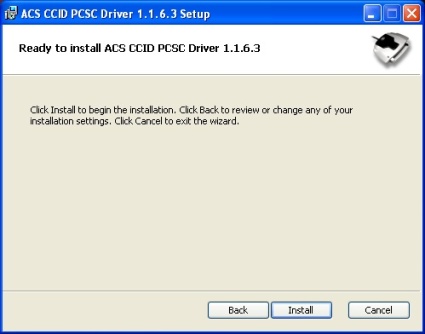 ACS CCID PCSC Driver 1.1.6.3 Setup
Ready to install ACS CCID PCSC Driver 1.1.6.3
Click Install to begin the installation. Click Back to review or change any of your
installation settings. Click Cancel to exit the wizard.
Back Install Cancel